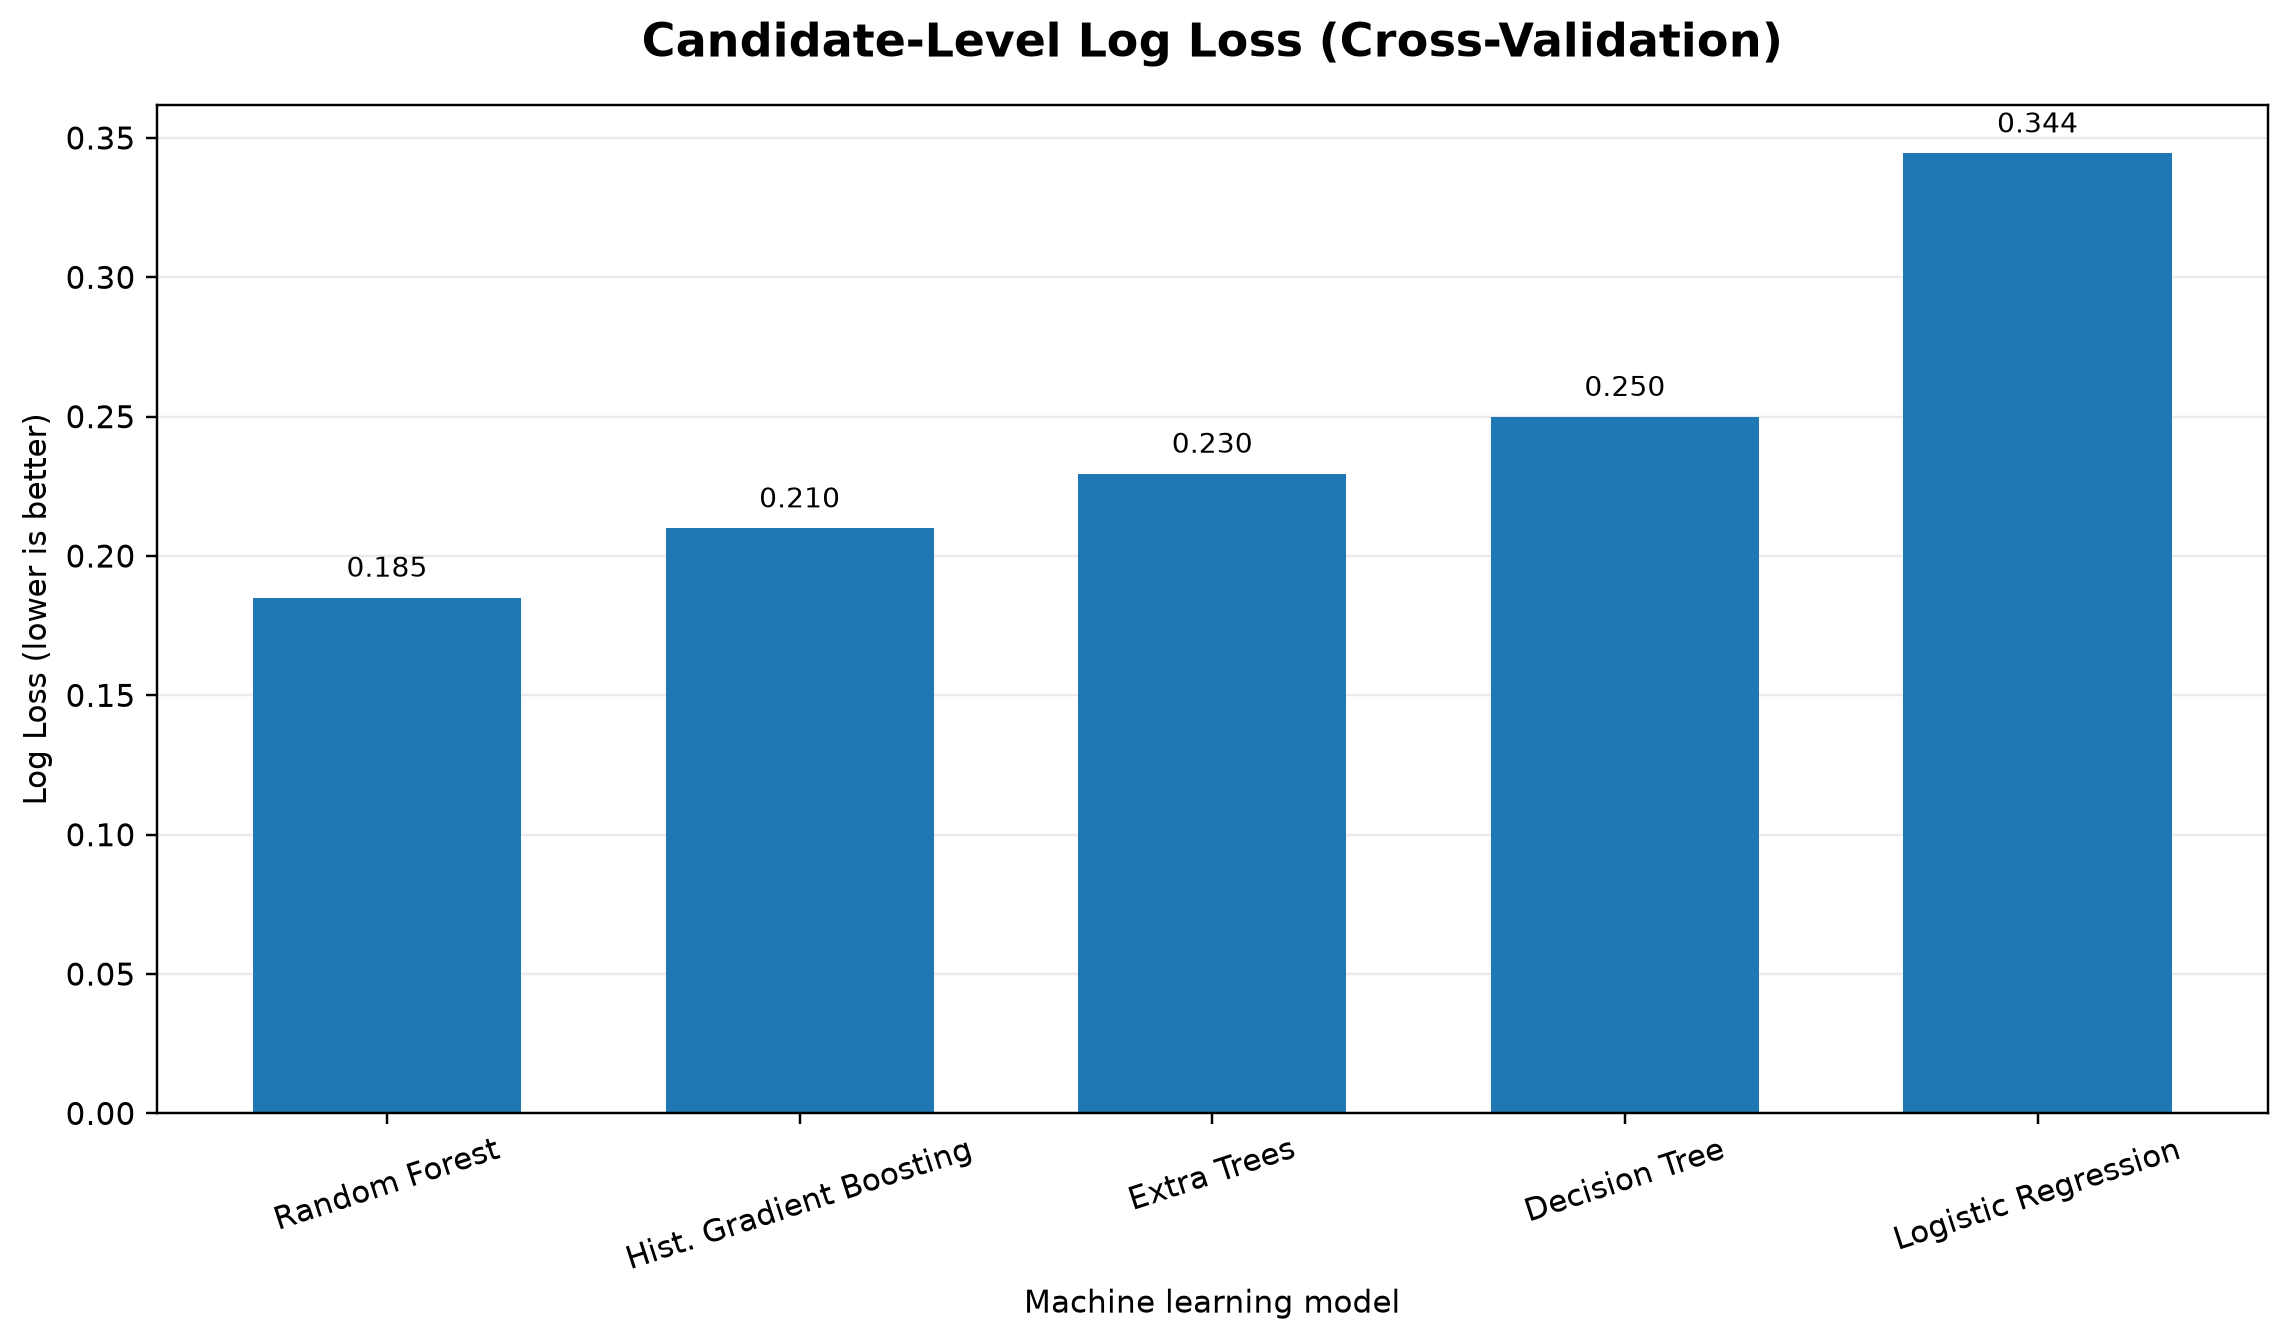 Candidate-Level Log Loss (Cross-Validation)
Log Loss (lower is better)
0.35
0.30
0.25
0.20
0.15
0.10
0.05
0.00
0.185
0.210
0.230
0.250
0.344
Random Forest
Hist. Gradient Boosting
Extra Trees
Decision Tree
Logistic Regression
Machine learning model